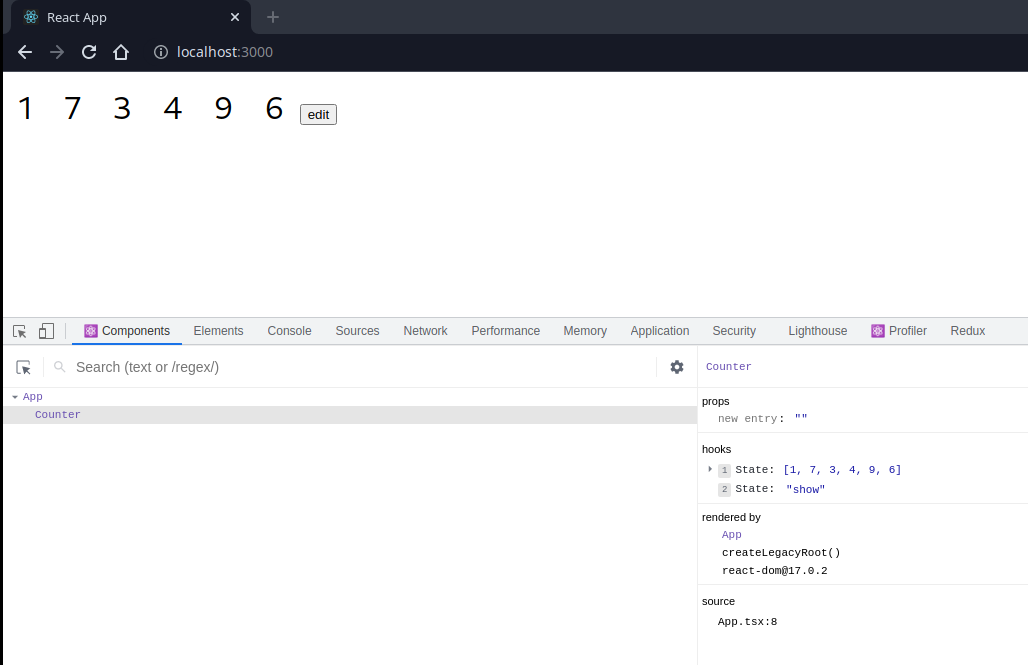 React App
localhost:3000
1 7 3 4 9 6 edit
Components Elements Console Sources Network Performance Memory Application Security Lighthouse Profiler Redux
Search (text or /regex/)
App
Counter
Counter
props
new entry: ""
hooks
1 State: [1, 7, 3, 4, 9, 6]
2 State: "show"
rendered by
App
createLegacyRoot()
react-dom@17.0.2
source
App.tsx:8